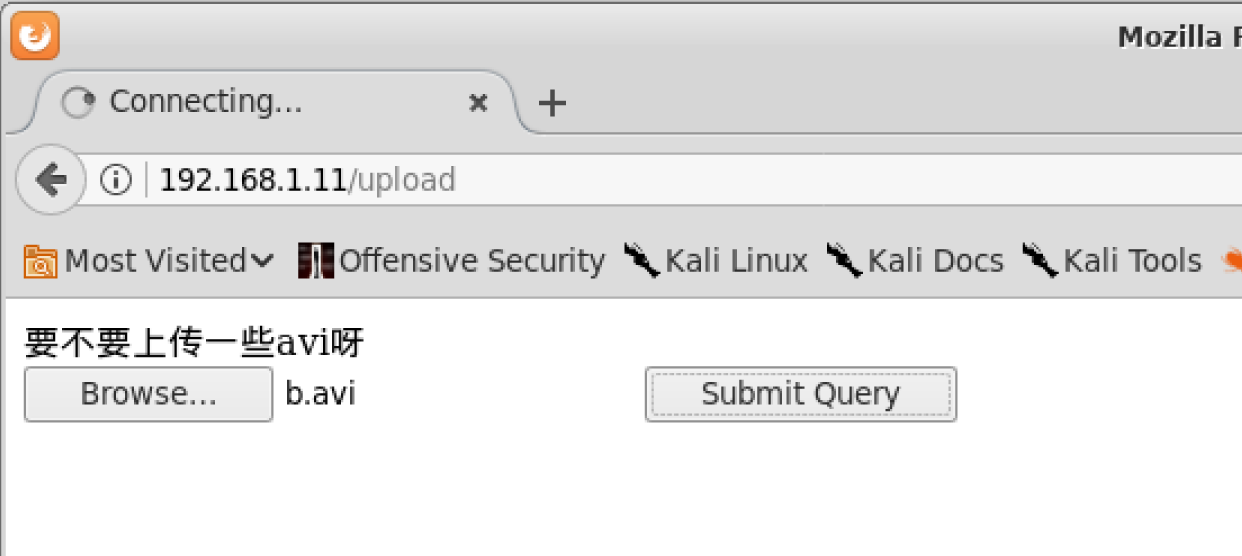 Mozilla F
Connecting...
192.168.1.11/upload
Most Visited Offensive Security Kali Linux Kali Docs Kali Tools
要不要上传一些avi呀
Browse... b.avi Submit Query